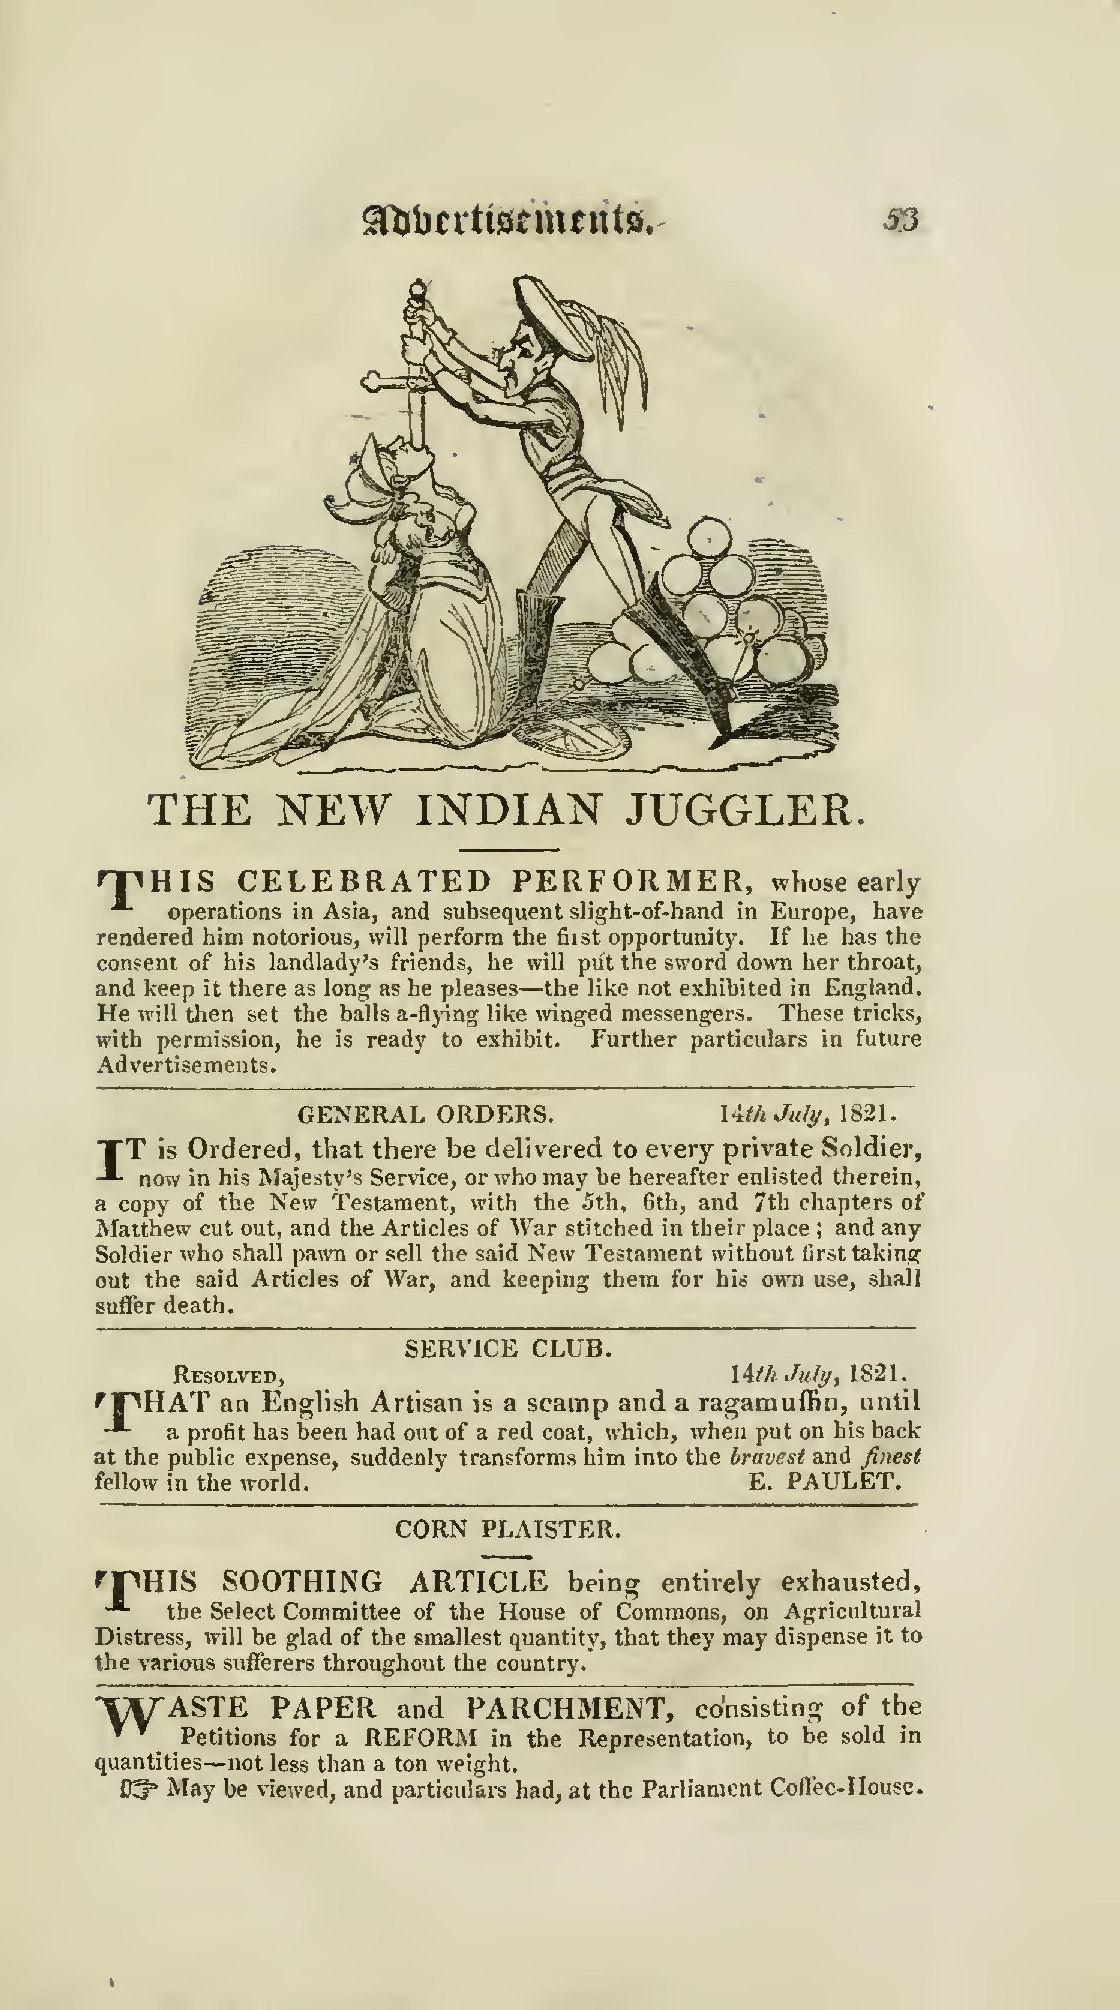 Advertisements. 53
THE NEW INDIAN JUGGLER.
THIS CELEBRATED PERFORMER, whose early
operations in Asia, and subsequent slight-of-hand in Europe, have
rendered him notorious, will perform the first opportunity. If he has the
consent of his landlady's friends, he will put the sword down her throat,
and keep it there as long as he pleases—the like not exhibited in England.
He will then set the balls a-flying like winged messengers. These tricks,
with permission, he is ready to exhibit. Further particulars in future
Advertisements.
GENERAL ORDERS. 14th July, 1821.
IT is Ordered, that there be delivered to every private Soldier,
now in his Majesty's Service, or who may be hereafter enlisted therein,
a copy of the New Testament, with the 5th, 6th, and 7th chapters of
Matthew cut out, and the Articles of War stitched in their place; and any
Soldier who shall pawn or sell the said New Testament without first taking
out the said Articles of War, and keeping them for his own use, shall
suffer death.
SERVICE CLUB.
RESOLVED, 14th July, 1821.
THAT an English Artisan is a scamp and a ragamuffin, until
a profit has been had out of a red coat, which, when put on his back
at the public expense, suddenly transforms him into the bravest and finest
fellow in the world. E. PAULET.
CORN PLAISTER.
THIS SOOTHING ARTICLE being entirely exhausted,
the Select Committee of the House of Commons, on Agricultural
Distress, will be glad of the smallest quantity, that they may dispense it to
the various sufferers throughout the country.
WASTE PAPER and PARCHMENT, consisting of the
Petitions for a REFORM in the Representation, to be sold in
quantities—not less than a ton weight.
☞ May be viewed, and particulars had, at the Parliament Coffee-House.